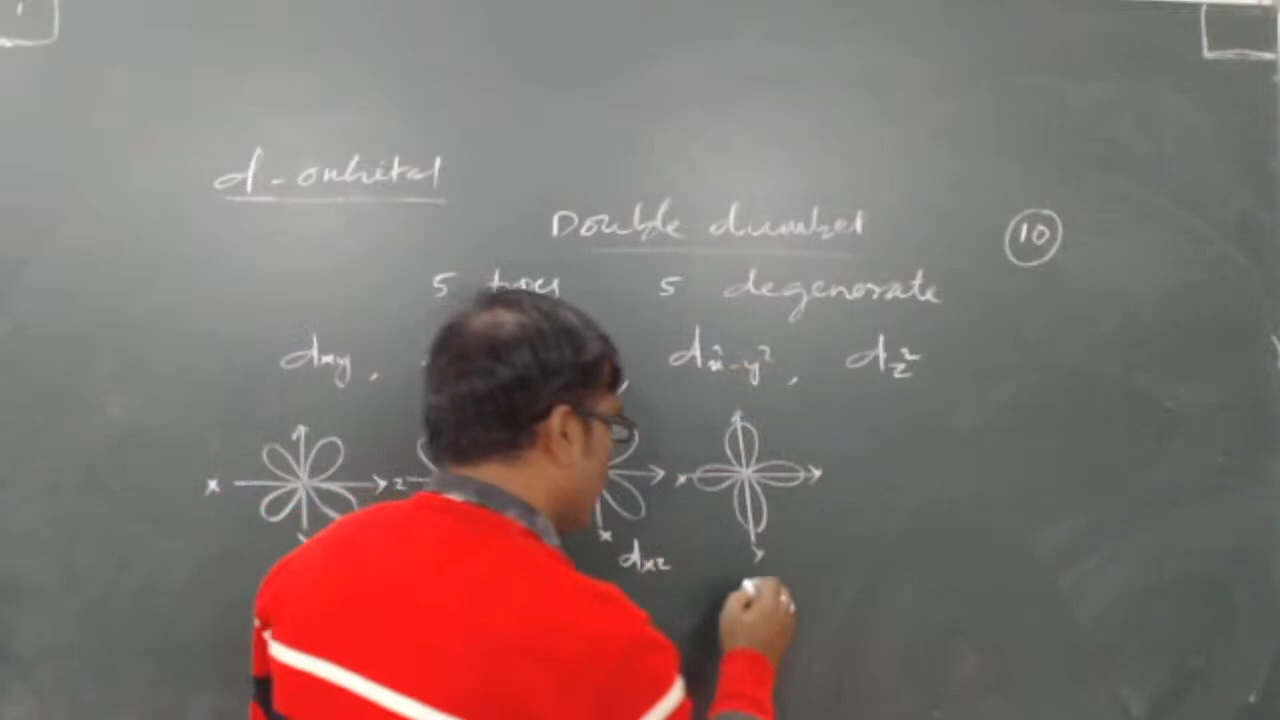 d-orbital
Double dumbel
10
5 types 5 degenerate
dxy, dx²-y², dz²
x z x
x y
dxz